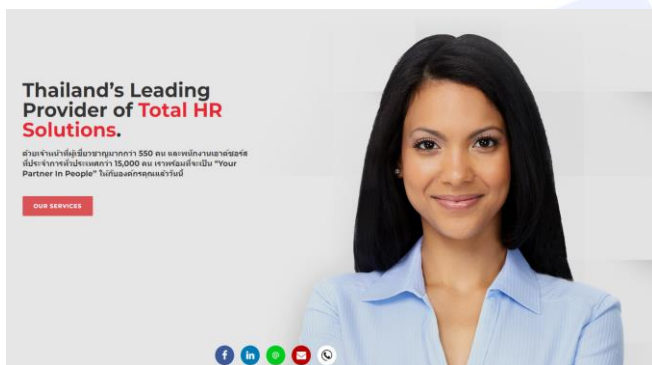 Thailand’s Leading
Provider of Total HR
Solutions.
ด้วยเจ้าหน้าที่ผู้เชี่ยวชาญมากกว่า 550 คน และพนักงานเอาต์ซอร์ส
ที่ประจำการทั่วประเทศกว่า 15,000 คน เราพร้อมที่จะเป็น “Your
Partner In People” ให้กับองค์กรคุณแล้ววันนี้
OUR SERVICES